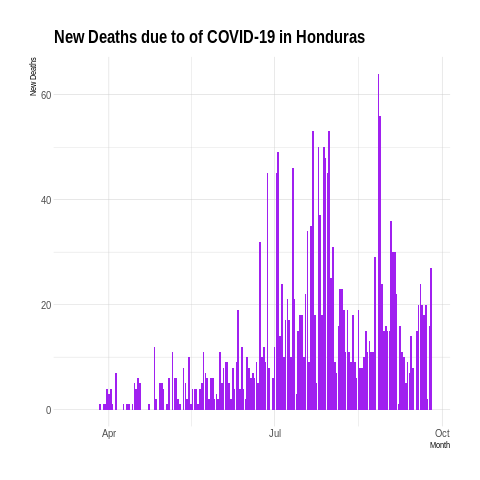 New Deaths due to of COVID-19 in Honduras
New Deaths
60
40
20
0
Apr
Jul
Oct
Month